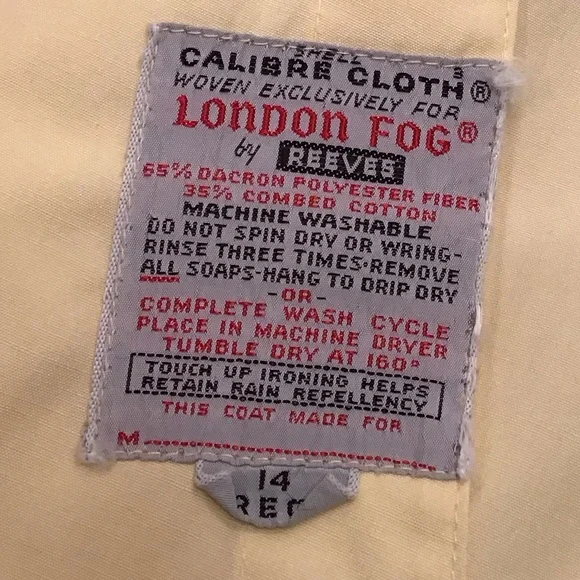 SHELL
CALIBRE CLOTH 3®
WOVEN EXCLUSIVELY FOR
LONDON FOG®
by REEVES
65% DACRON POLYESTER FIBER
35% COMBED COTTON
MACHINE WASHABLE
DO NOT SPIN DRY OR WRING-
RINSE THREE TIMES·REMOVE
ALL SOAPS-HANG TO DRIP DRY
-OR-
COMPLETE WASH CYCLE
PLACE IN MACHINE DRYER
TUMBLE DRY AT 160°
TOUCH UP IRONING HELPS
RETAIN RAIN REPELLENCY
THIS COAT MADE FOR
M
14
REG